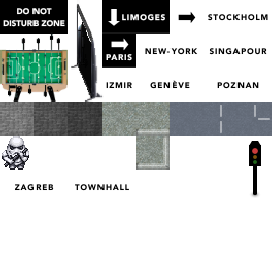 DO NOT
DISTURB ZONE
LIMOGES
STOCKHOLM
PARIS
NEW-YORK
SINGAPOUR
IZMIR
GENÈVE
POZNAN
ZAGREB
TOWNHALL